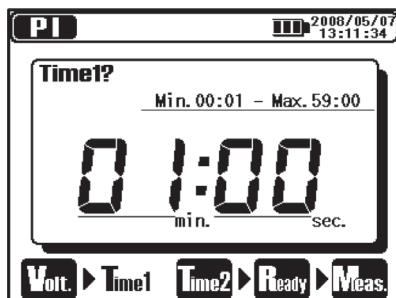 PI 2008/05/07
13:11:34
Time1?
Min.00:01 - Max.59:00
01:00
min. sec.
Volt. Time1 Time2 Ready Meas.